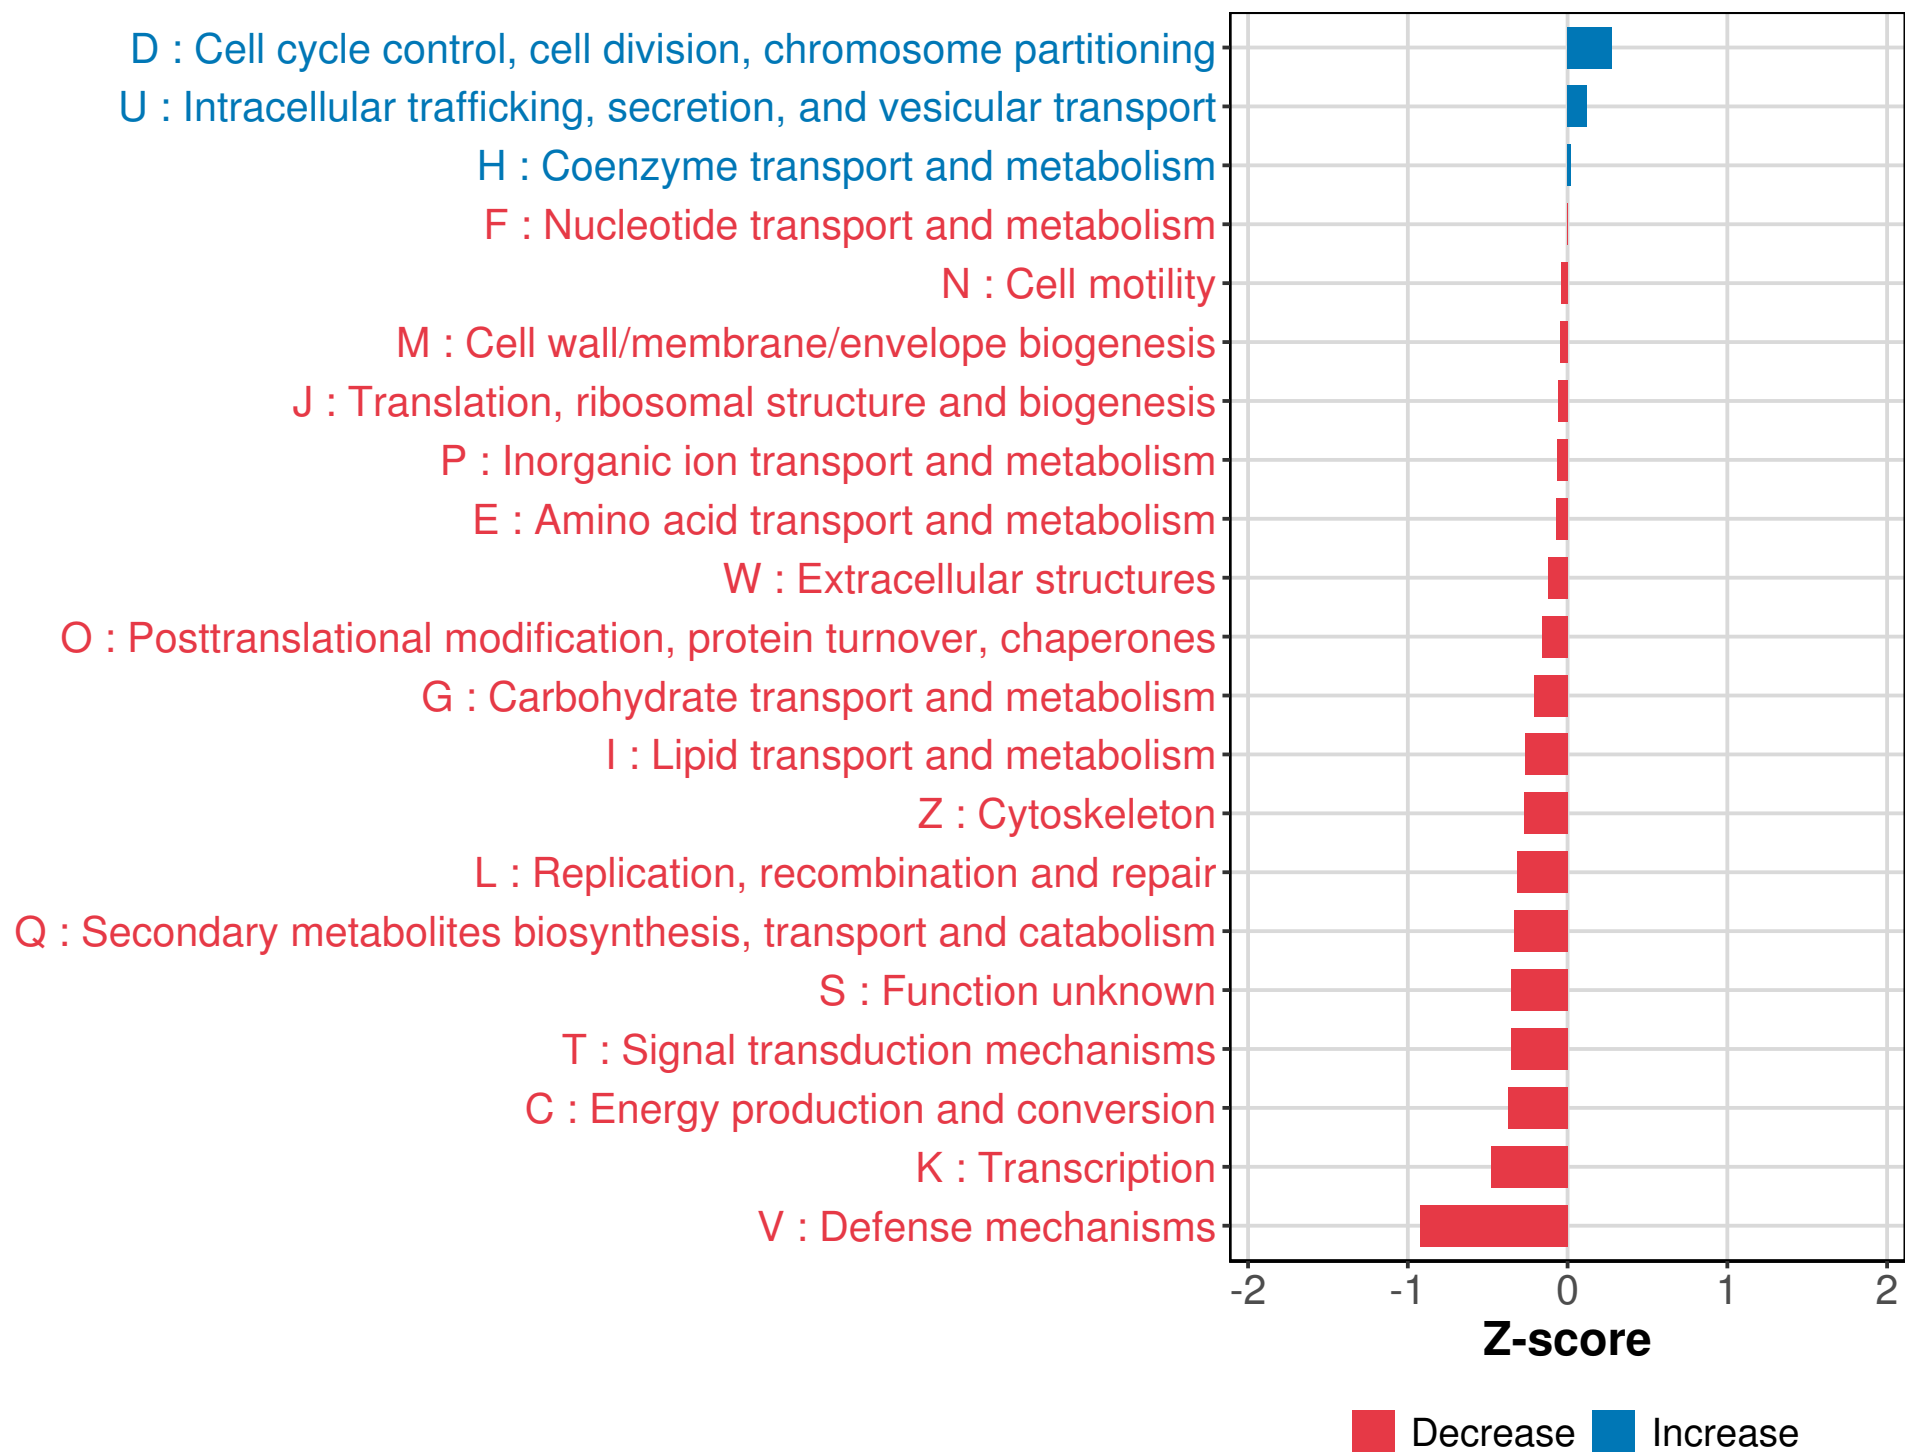 D : Cell cycle control, cell division, chromosome partitioning
U : Intracellular trafficking, secretion, and vesicular transport
H : Coenzyme transport and metabolism
F : Nucleotide transport and metabolism
N : Cell motility
M : Cell wall/membrane/envelope biogenesis
J : Translation, ribosomal structure and biogenesis
P : Inorganic ion transport and metabolism
E : Amino acid transport and metabolism
W : Extracellular structures
O : Posttranslational modification, protein turnover, chaperones
G : Carbohydrate transport and metabolism
I : Lipid transport and metabolism
Z : Cytoskeleton
L : Replication, recombination and repair
Q : Secondary metabolites biosynthesis, transport and catabolism
S : Function unknown
T : Signal transduction mechanisms
C : Energy production and conversion
K : Transcription
V : Defense mechanisms
-2 -1 0 1 2
Z-score
Decrease Increase